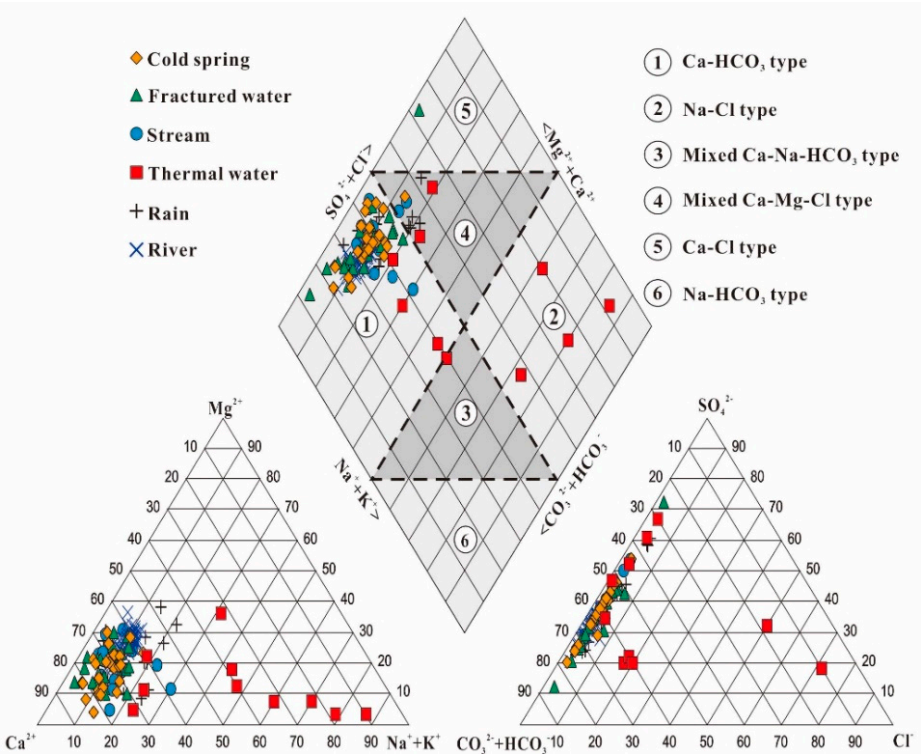 Cold spring
Fractured water
Stream
Thermal water
Rain
River
① Ca-HCO₃ type
② Na-Cl type
③ Mixed Ca-Na-HCO₃ type
④ Mixed Ca-Mg-Cl type
⑤ Ca-Cl type
⑥ Na-HCO₃ type
SO₄²⁻+Cl⁻>
<Mg²⁺+Ca²⁺
5
4
1
2
3
6
Na⁺+K⁺>
<CO₃²⁻+HCO₃⁻
Mg²⁺
10 90
20 80
30 70
40 60
50 50
60 40
70 30
80 20
90 10
Ca²⁺ 10 20 30 40 50 60 70 80 90 Na⁺+K⁺
SO₄²⁻
10 90
20 80
30 70
40 60
50 50
60 40
70 30
80 20
90 10
CO₃²⁻+HCO₃⁻ 10 20 30 40 50 60 70 80 90 Cl⁻